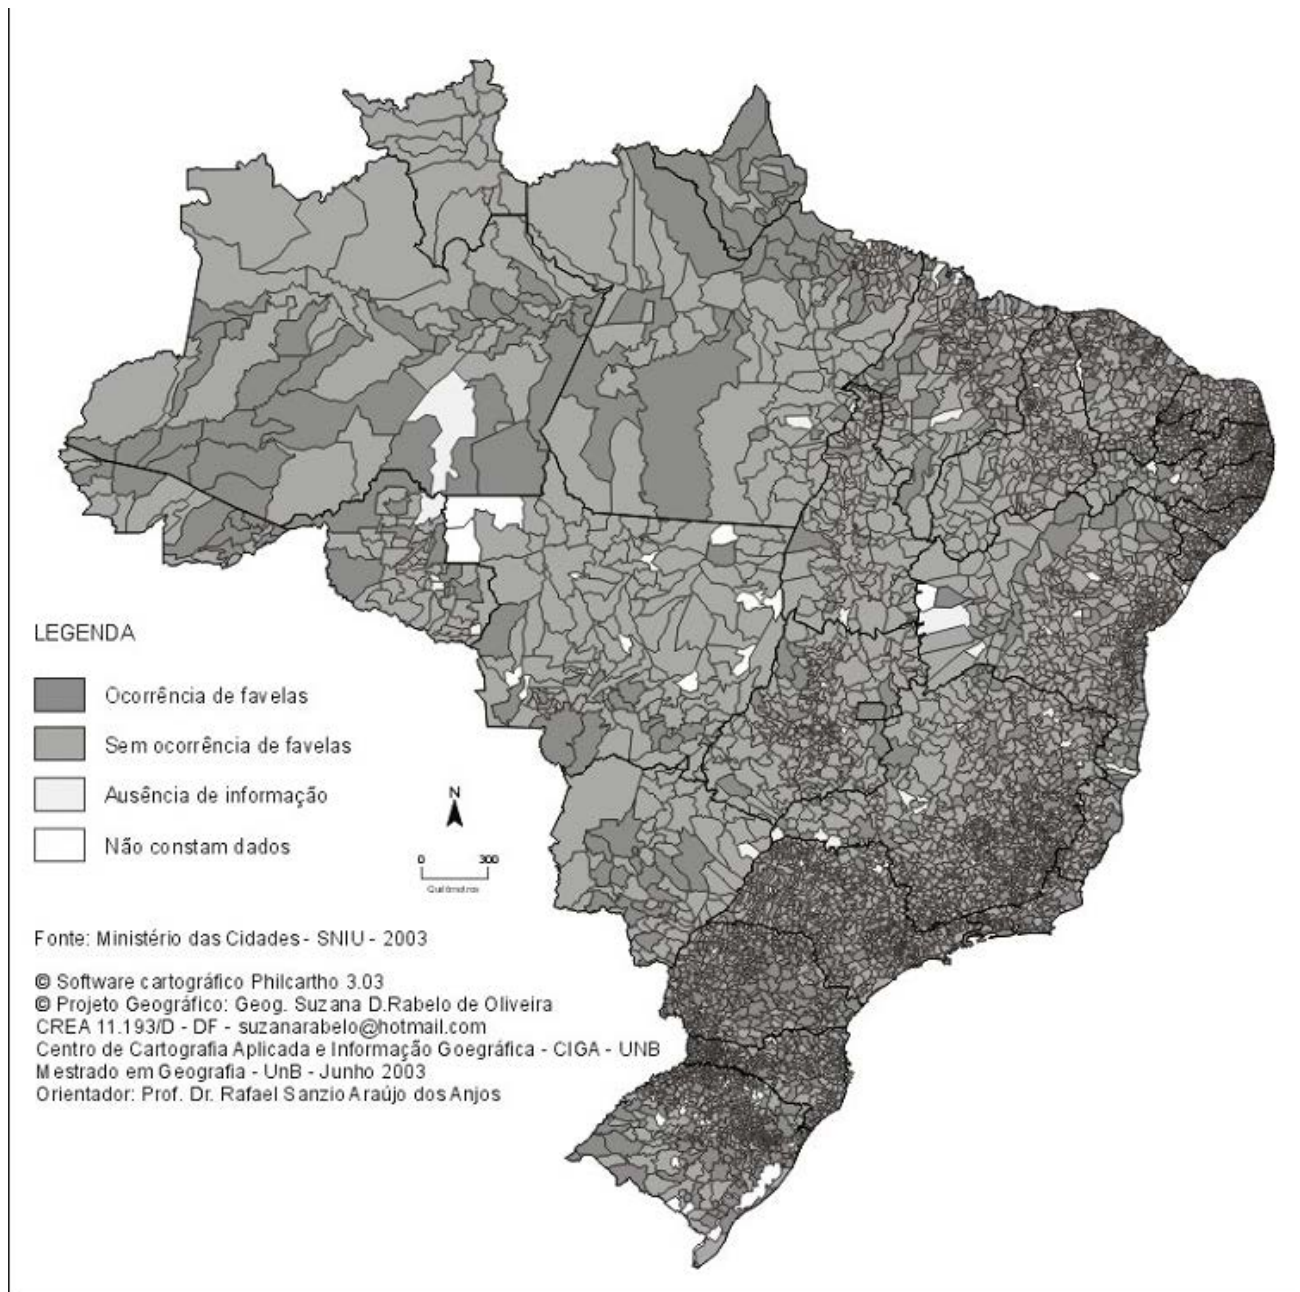 LEGENDA
Ocorrência de favelas
Sem ocorrência de favelas
Ausência de informação
Não constam dados
N
0 300
Quilômetros
Fonte: Ministério das Cidades - SNIU - 2003
© Software cartográfico Philcartho 3.03
© Projeto Geográfico: Geog. Suzana D.Rabelo de Oliveira
CREA 11.193/D - DF - suzanarabelo@hotmail.com
Centro de Cartografia Aplicada e Informação Goegráfica - CIGA - UNB
Mestrado em Geografia - UnB - Junho 2003
Orientador: Prof. Dr. Rafael Sanzio Araújo dos Anjos